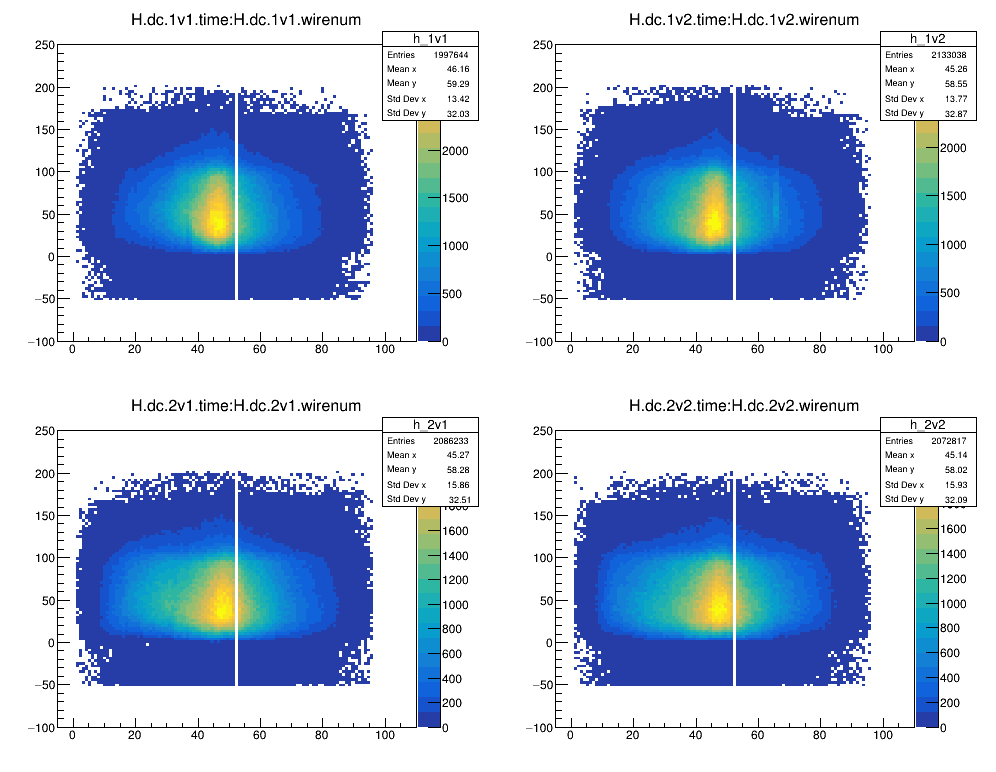 H.dc.1v1.time:H.dc.1v1.wirenum
h_1v1
Entries 1997644
Mean x 46.16
Mean y 59.29
Std Dev x 13.42
Std Dev y 32.03
250
200
150
100
50
0
−50
−100
0 20 40 60 80 100
2000
1500
1000
500
0
H.dc.1v2.time:H.dc.1v2.wirenum
h_1v2
Entries 2133038
Mean x 45.26
Mean y 58.55
Std Dev x 13.77
Std Dev y 32.87
250
200
150
100
50
0
−50
−100
0 20 40 60 80 100
2000
1500
1000
500
0
H.dc.2v1.time:H.dc.2v1.wirenum
h_2v1
Entries 2086233
Mean x 45.27
Mean y 58.28
Std Dev x 15.86
Std Dev y 32.51
250
200
150
100
50
0
−50
−100
0 20 40 60 80 100
1600
1400
1200
1000
800
600
400
200
0
H.dc.2v2.time:H.dc.2v2.wirenum
h_2v2
Entries 2072817
Mean x 45.14
Mean y 58.02
Std Dev x 15.93
Std Dev y 32.09
250
200
150
100
50
0
−50
−100
0 20 40 60 80 100
1600
1400
1200
1000
800
600
400
200
0